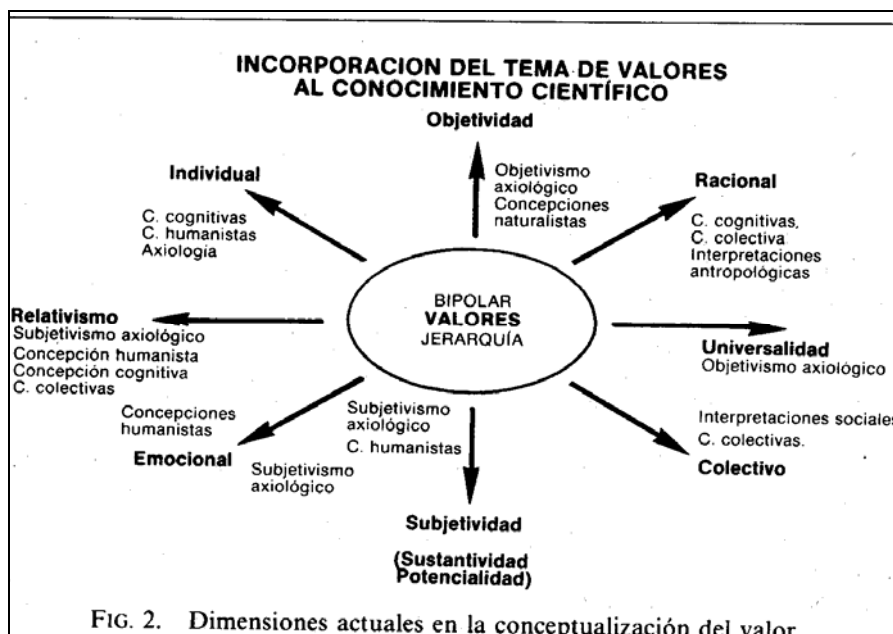 INCORPORACION DEL TEMA DE VALORES
AL CONOCIMIENTO CIENTÍFICO
Objetividad
Objetivismo
axiológico
Concepciones
naturalistas
Individual
C. cognitivas
C. humanistas
Axiologia
Racional
C. cognitivas,
C. colectiva
Interpretaciones
antropológicas
BIPOLAR
VALORES
JERARQUÍA
Relativismo
Subjetivismo axiológico
Concepción humanista
Concepción cognitiva
C. colectivas
Universalidad
Objetivismo axiológico
Concepciones
humanistas
Emocional
Subjetivismo
axiológico
Subjetivismo
axiológico
C. humanistas
Interpretaciones sociales
C. colectivas.
Colectivo
Subjetividad
(Sustantividad
Potencialidad)
FIG. 2. Dimensiones actuales en la conceptualización del valor